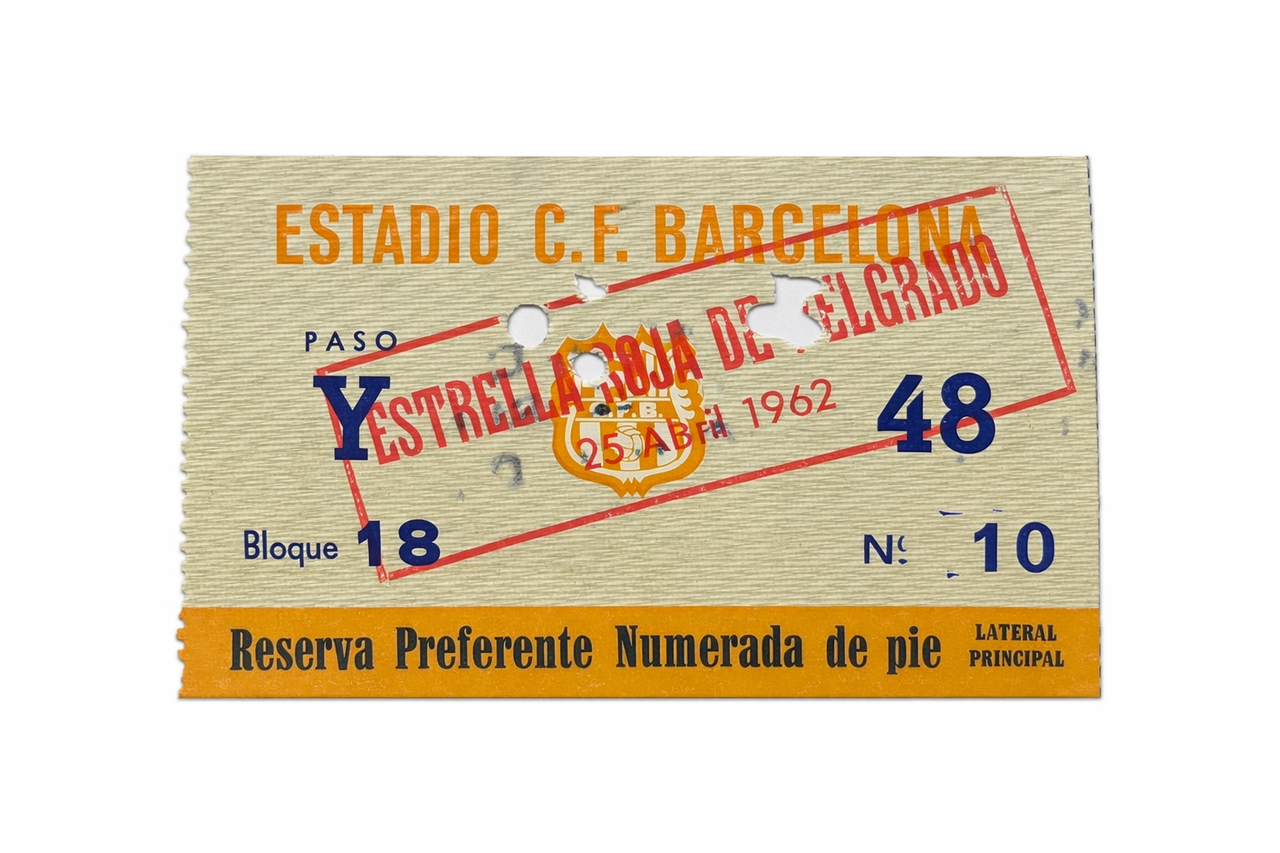 ESTADIO C.F. BARCELONA
ESTRELLA ROJA DE BELGRADO
25 ABril 1962
PASO
Y 48
C.F.B.
Bloque 18
Nº 10
Reserva Preferente Numerada de pie
LATERAL
PRINCIPAL